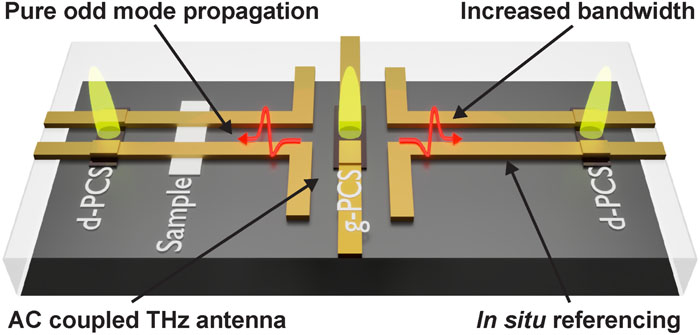 Pure odd mode propagation
Increased bandwidth
d-PCS
Sample
g-PCS
d-PCS
AC coupled THz antenna
In situ referencing